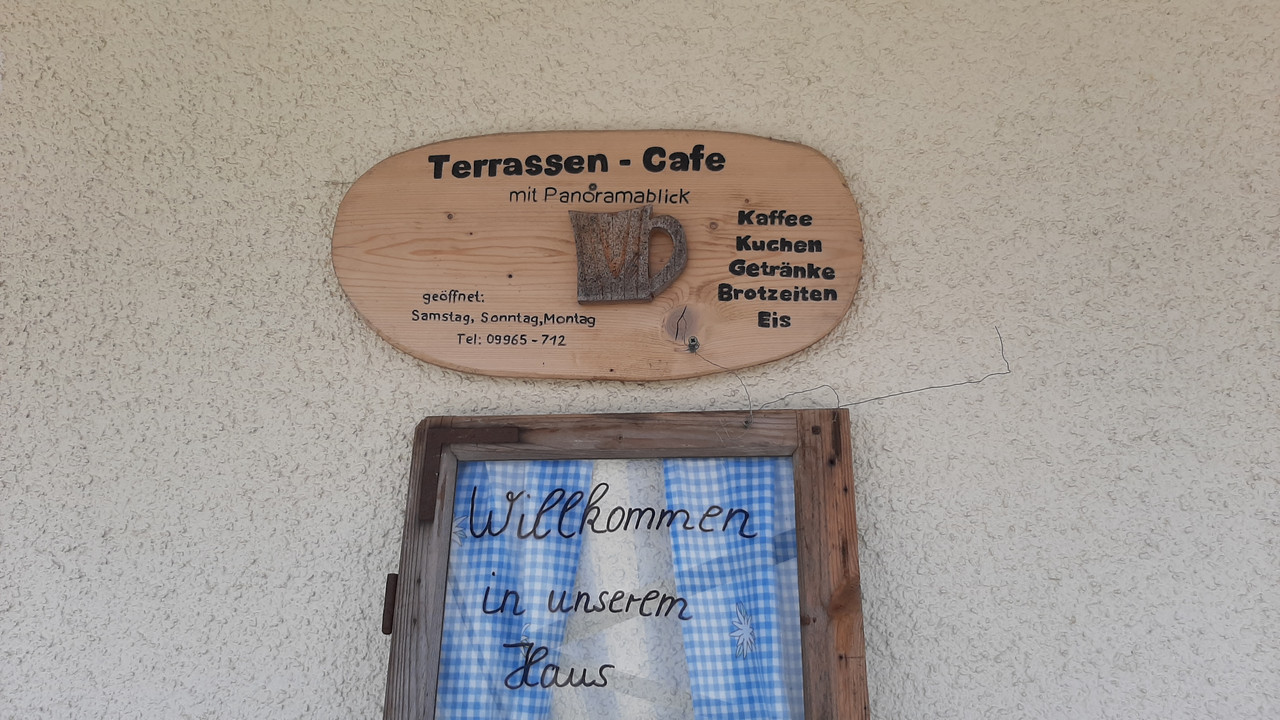 Terrassen - Cafe
mit Panoramablick
Kaffee
Kuchen
Getränke
Brotzeiten
Eis
geöffnet:
Samstag, Sonntag,Montag
Tel: 09965 - 712
Willkommen
in unserem
Haus